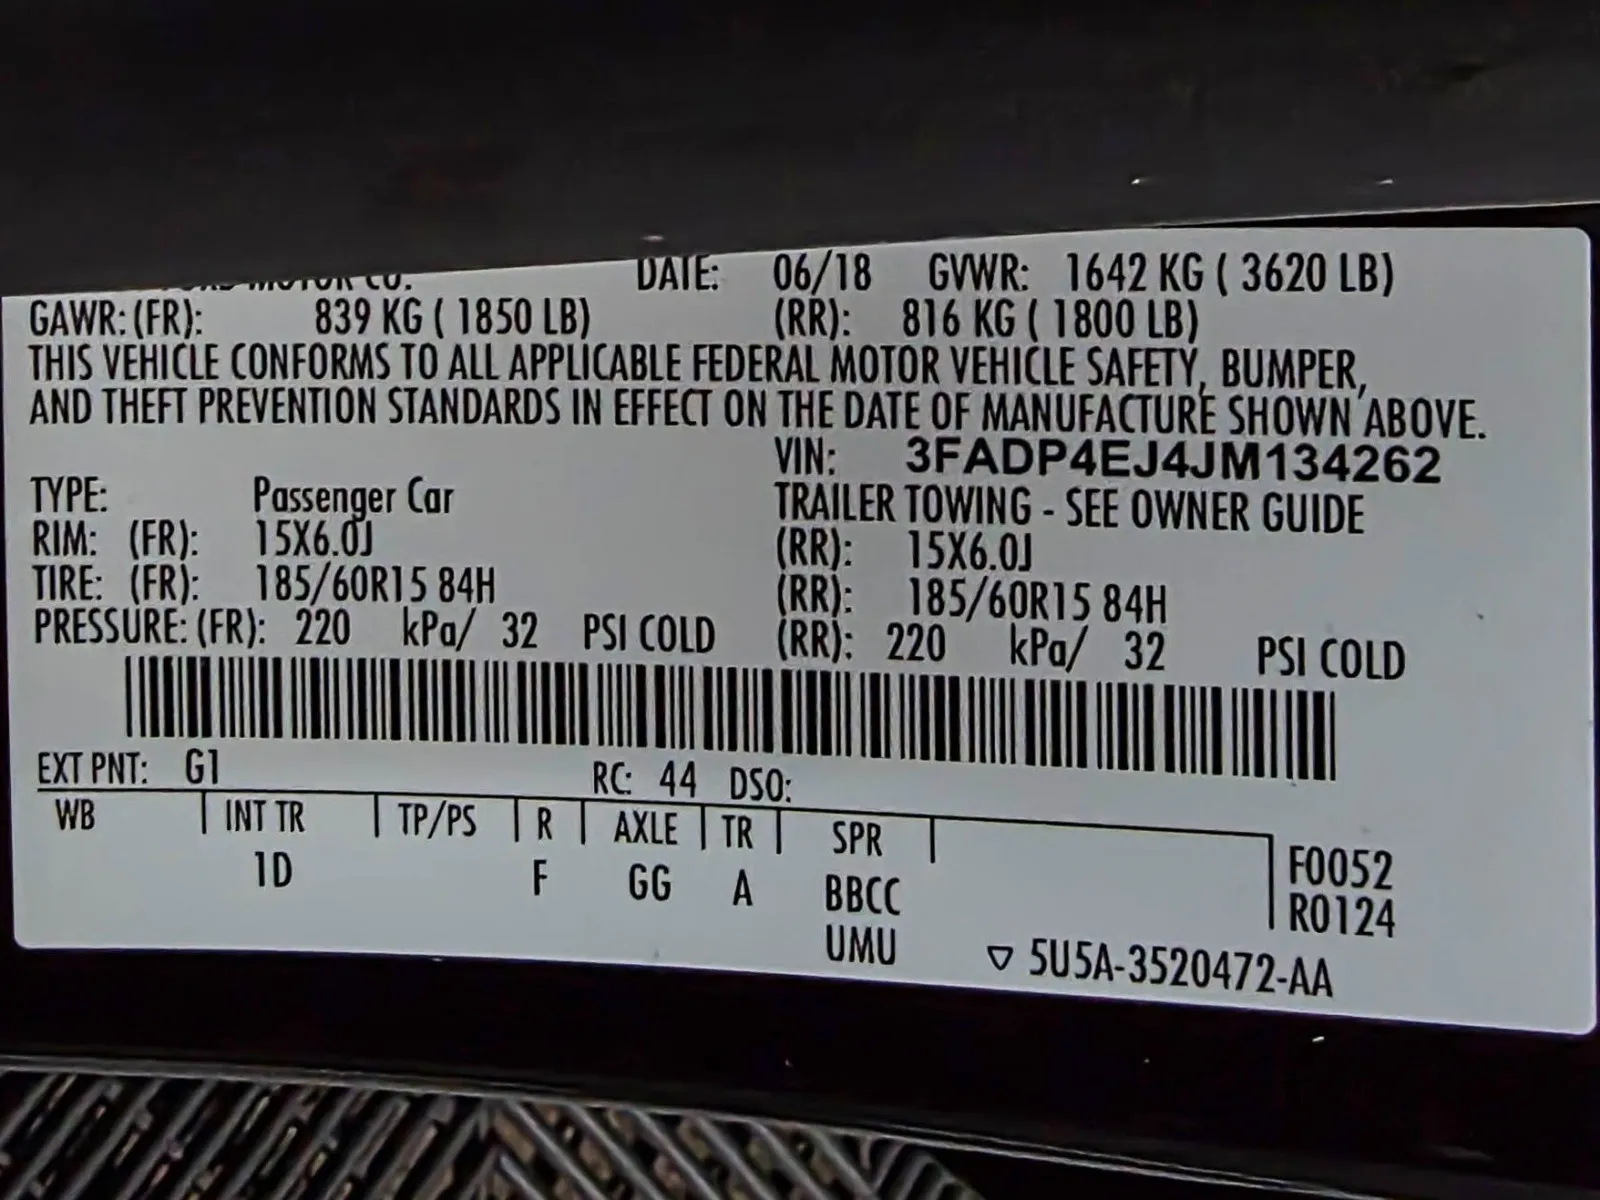 MOTOR CO. DATE: 06/18 GVWR: 1642 KG ( 3620 LB)
GAWR: (FR): 839 KG ( 1850 LB) (RR): 816 KG ( 1800 LB)
THIS VEHICLE CONFORMS TO ALL APPLICABLE FEDERAL MOTOR VEHICLE SAFETY, BUMPER,
AND THEFT PREVENTION STANDARDS IN EFFECT ON THE DATE OF MANUFACTURE SHOWN ABOVE.
VIN: 3FADP4EJ4JM134262
TYPE: Passenger Car TRAILER TOWING - SEE OWNER GUIDE
RIM: (FR): 15X6.0J (RR): 15X6.0J
TIRE: (FR): 185/60R15 84H (RR): 185/60R15 84H
PRESSURE: (FR): 220 kPa/ 32 PSI COLD (RR): 220 kPa/ 32 PSI COLD
EXT PNT: G1 RC: 44 DSO:
WB INT TR TP/PS R AXLE TR SPR
1D F GG A BBCC
UMU
F0052
R0124
▽ 5U5A-3520472-AA